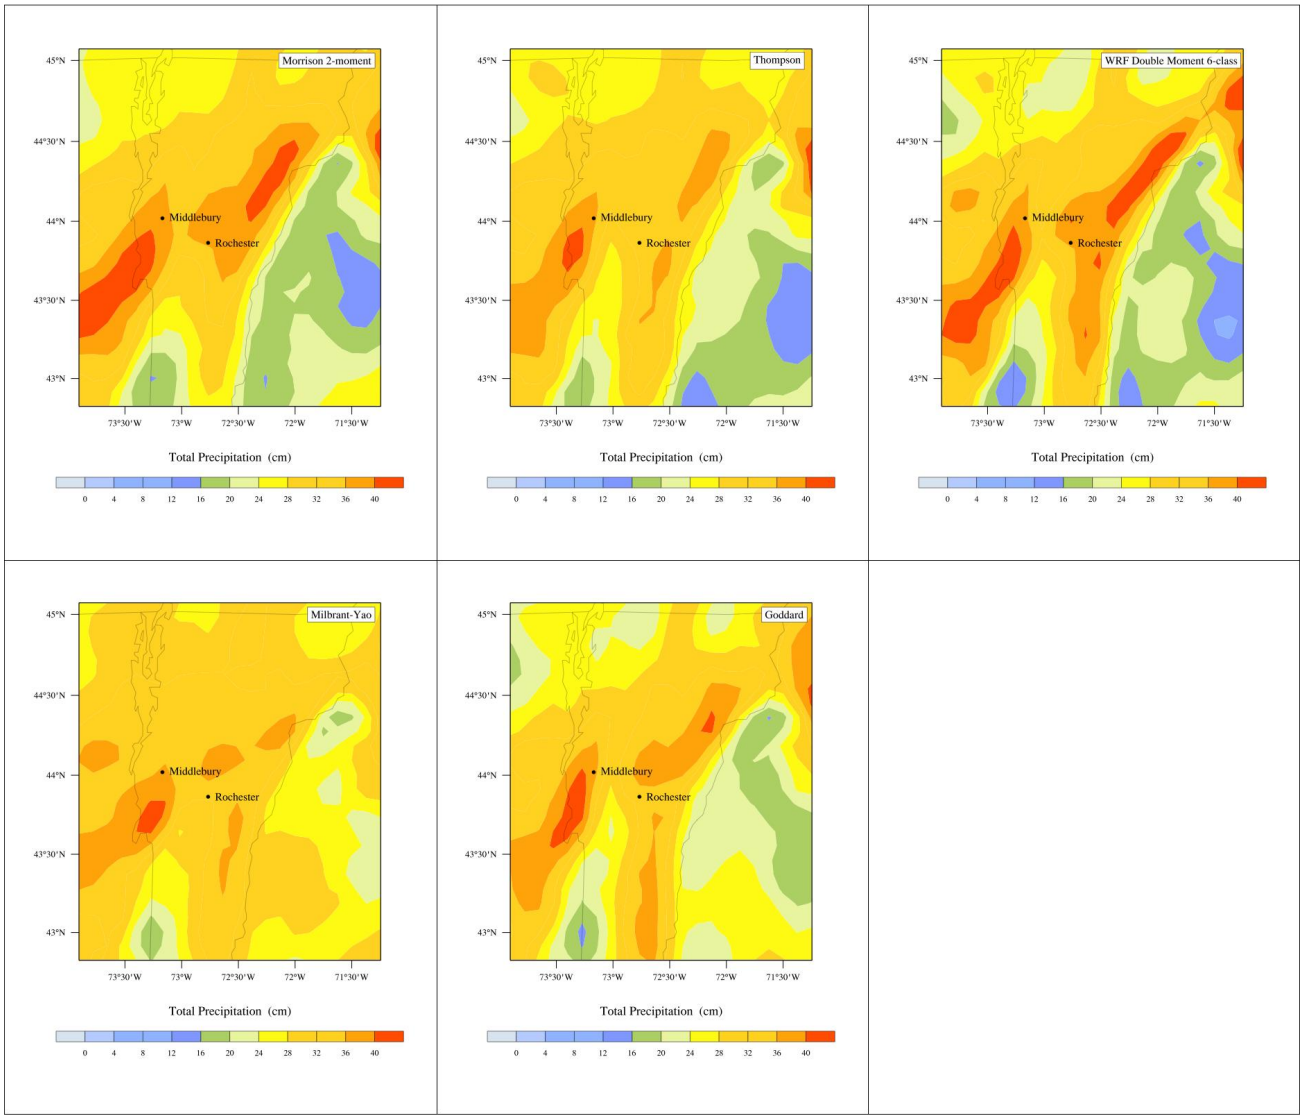 Morrison 2-moment
45°N
44°30'N
44°N
43°30'N
43°N
Middlebury
Rochester
73°30'W 73°W 72°30'W 72°W 71°30'W
Total Precipitation (cm)
0 4 8 12 16 20 24 28 32 36 40
Thompson
45°N
44°30'N
44°N
43°30'N
43°N
Middlebury
Rochester
73°30'W 73°W 72°30'W 72°W 71°30'W
Total Precipitation (cm)
0 4 8 12 16 20 24 28 32 36 40
WRF Double Moment 6-class
45°N
44°30'N
44°N
43°30'N
43°N
Middlebury
Rochester
73°30'W 73°W 72°30'W 72°W 71°30'W
Total Precipitation (cm)
0 4 8 12 16 20 24 28 32 36 40
Milbrant-Yao
45°N
44°30'N
44°N
43°30'N
43°N
Middlebury
Rochester
73°30'W 73°W 72°30'W 72°W 71°30'W
Total Precipitation (cm)
0 4 8 12 16 20 24 28 32 36 40
Goddard
45°N
44°30'N
44°N
43°30'N
43°N
Middlebury
Rochester
73°30'W 73°W 72°30'W 72°W 71°30'W
Total Precipitation (cm)
0 4 8 12 16 20 24 28 32 36 40